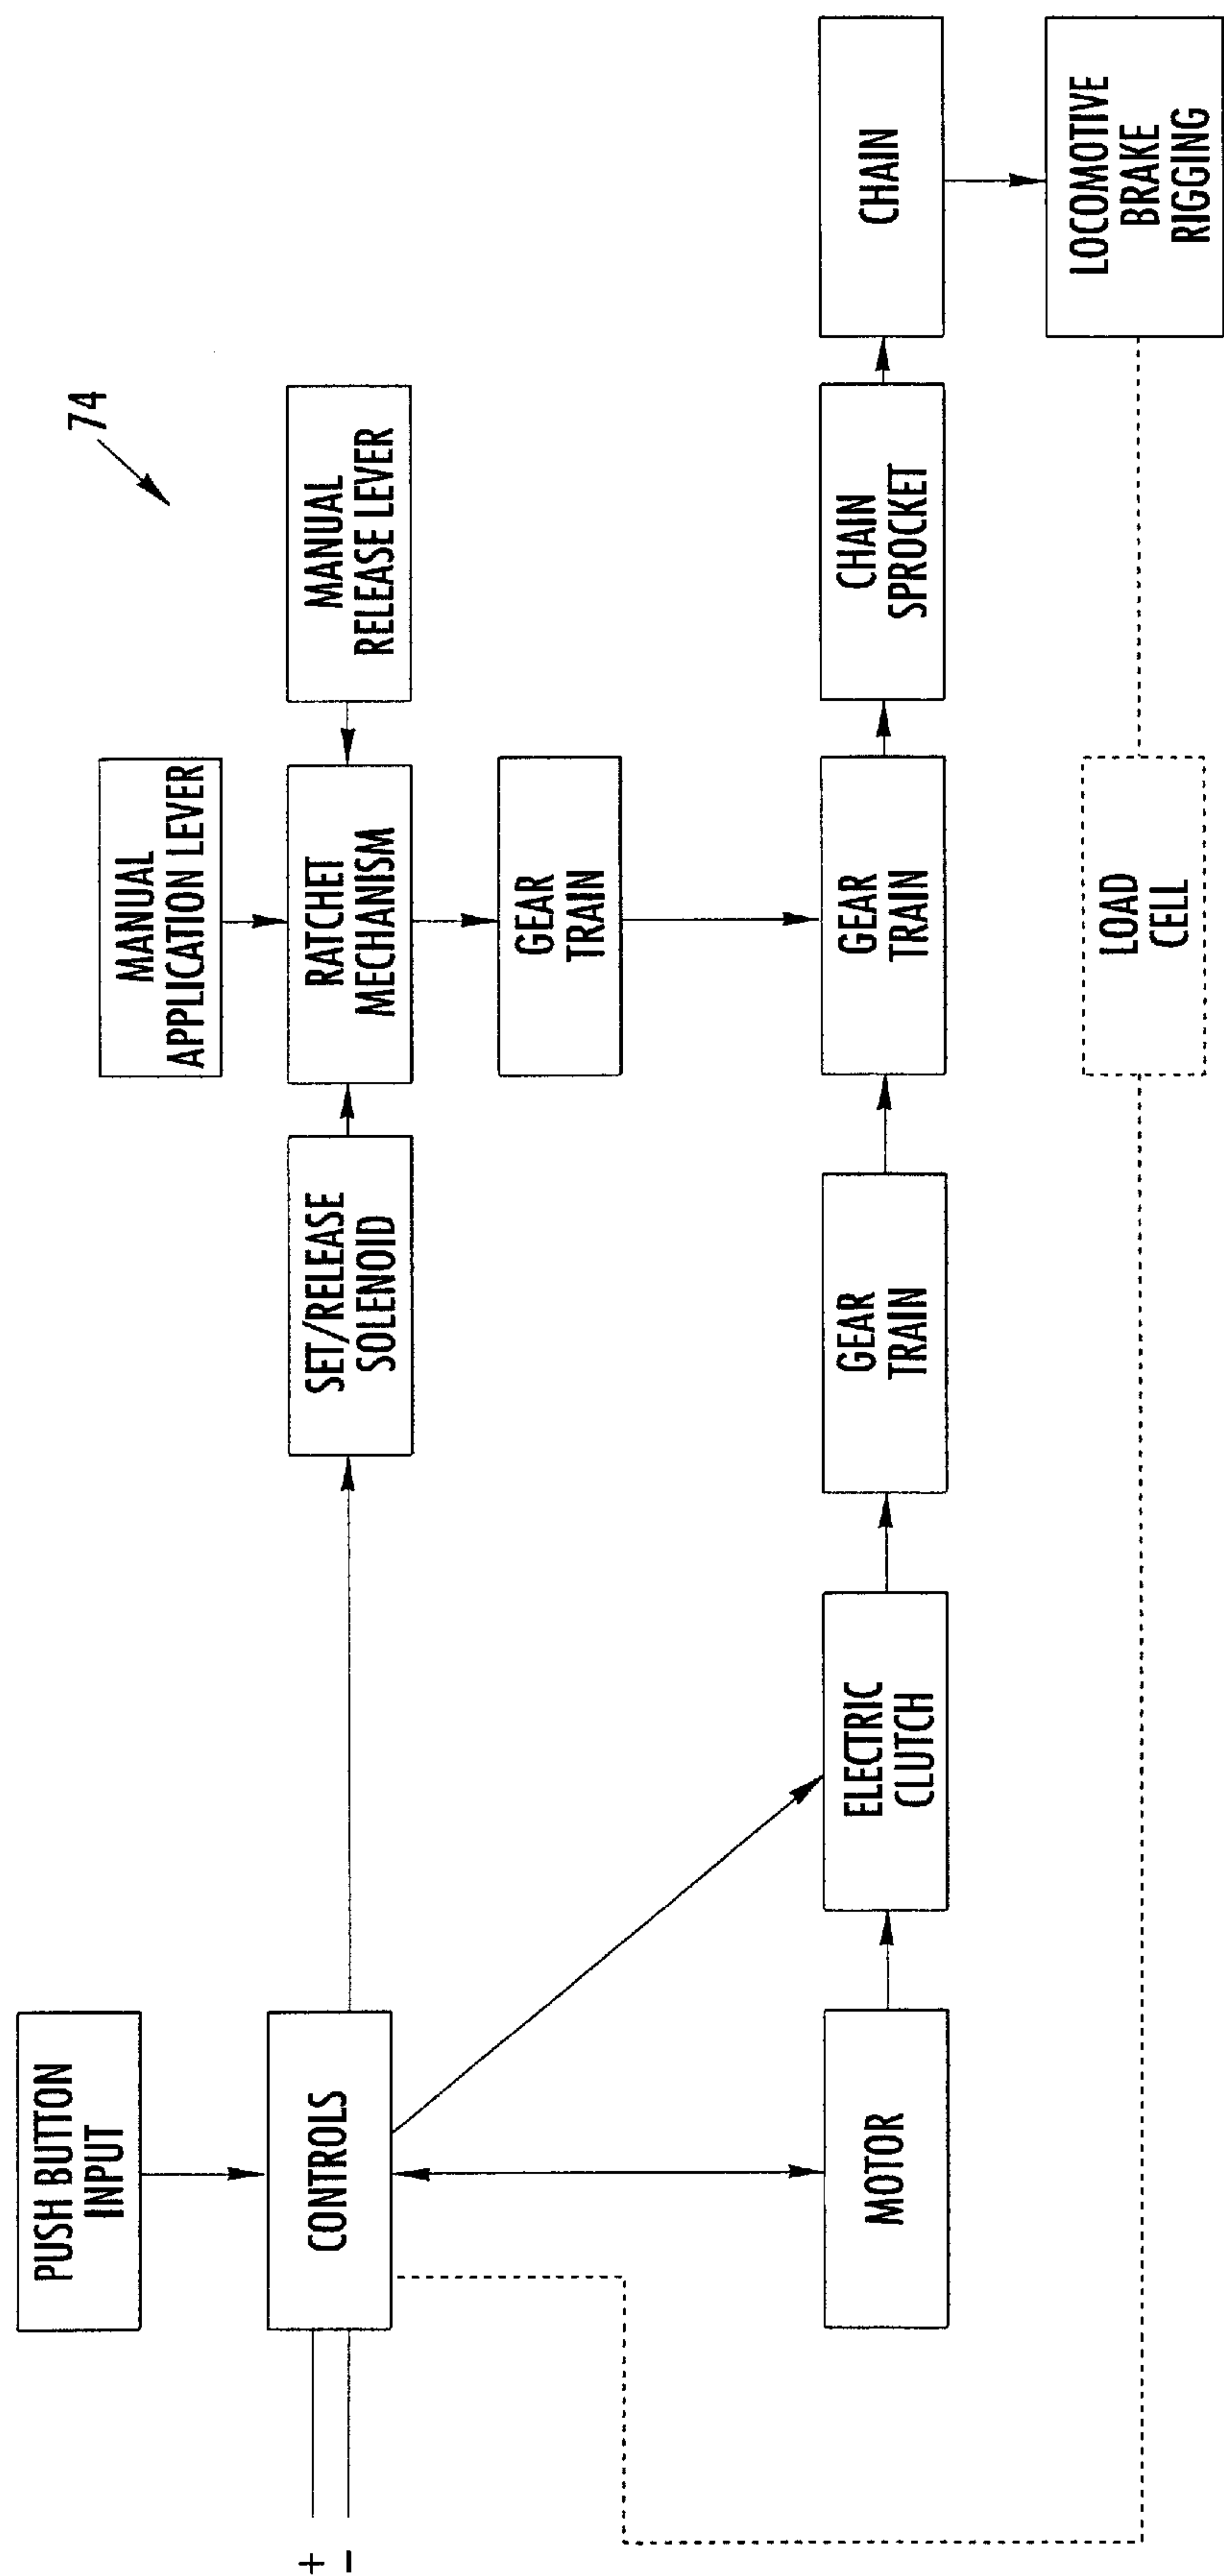 74
PUSH BUTTON
INPUT
MANUAL
APPLICATION LEVER
+
-
CONTROLS
SET/RELEASE
SOLENOID
RATCHET
MECHANISM
MANUAL
RELEASE LEVER
GEAR
TRAIN
MOTOR
ELECTRIC
CLUTCH
GEAR
TRAIN
GEAR
TRAIN
CHAIN
SPROCKET
CHAIN
LOAD
CELL
LOCOMOTIVE
BRAKE
RIGGING